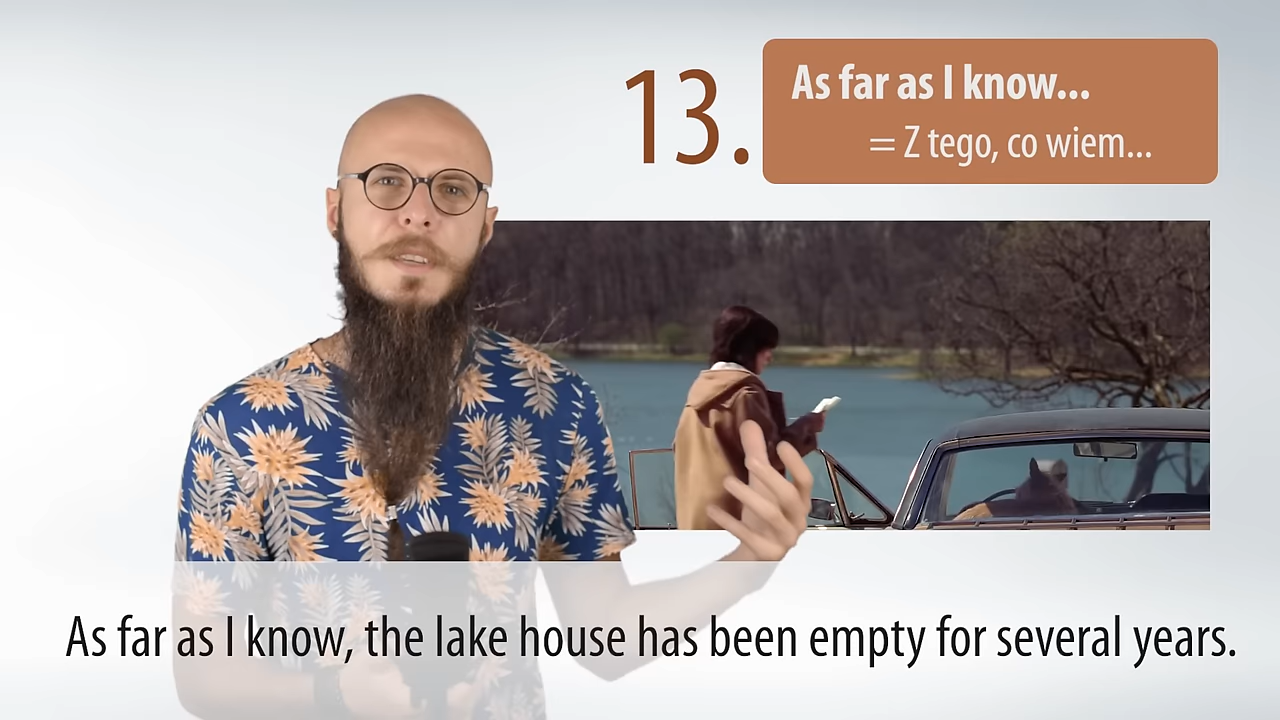 13.
As far as I know...
= Z tego, co wiem...
As far as I know, the lake house has been empty for several years.